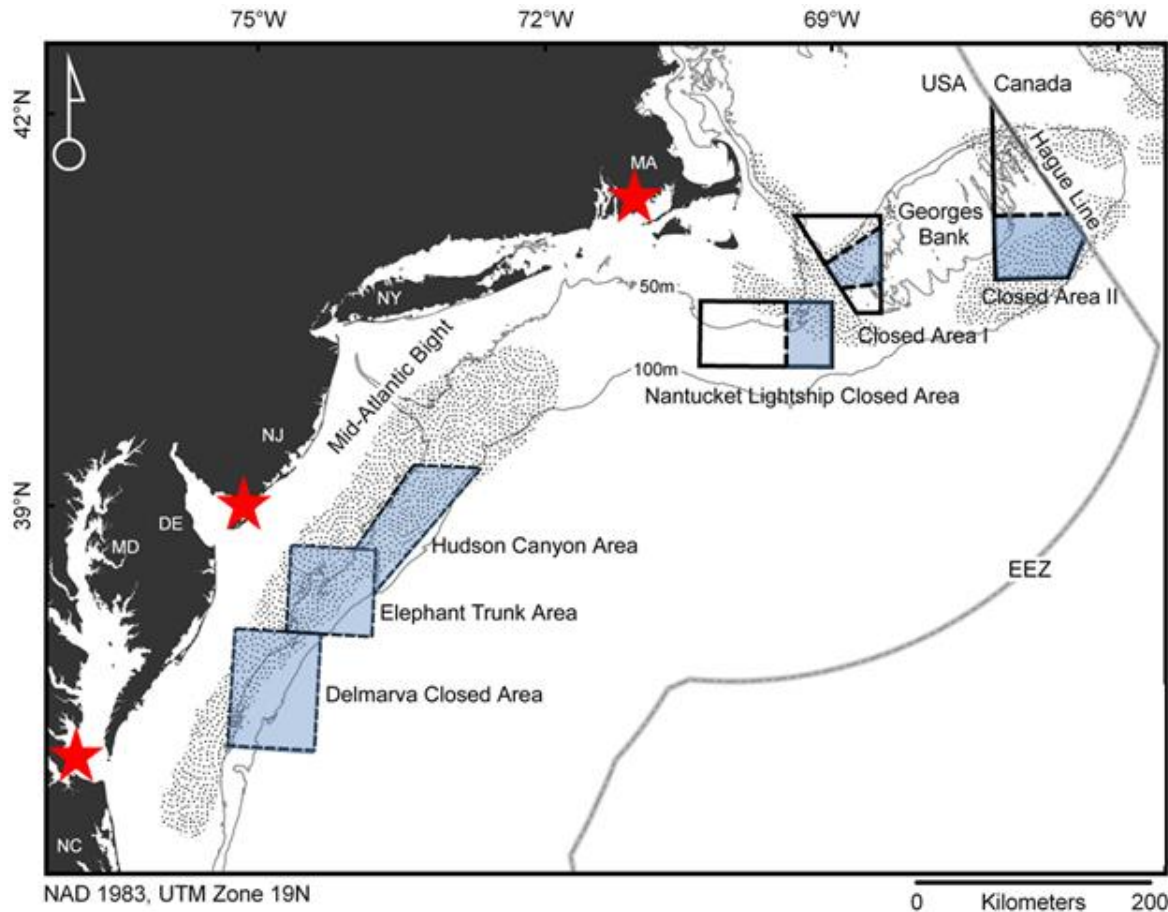 75°W
72°W
69°W
66°W
42°N
39°N
USA
Canada
Hague Line
MA
Georges
Bank
NY
50m
Closed Area II
Closed Area I
Mid-Atlantic Bight
100m
Nantucket Lightship Closed Area
NJ
DE
MD
Hudson Canyon Area
EEZ
Elephant Trunk Area
Delmarva Closed Area
NC
NAD 1983, UTM Zone 19N
0 Kilometers 200